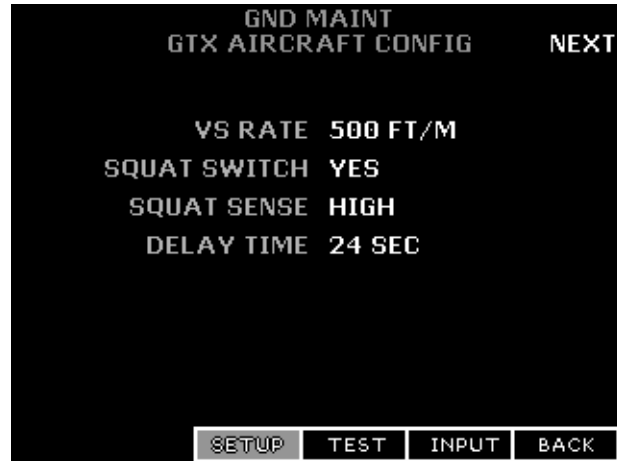 GND MAINT
GTX AIRCRAFT CONFIG NEXT
VS RATE 500 FT/M
SQUAT SWITCH YES
SQUAT SENSE HIGH
DELAY TIME 24 SEC
SETUP TEST INPUT BACK